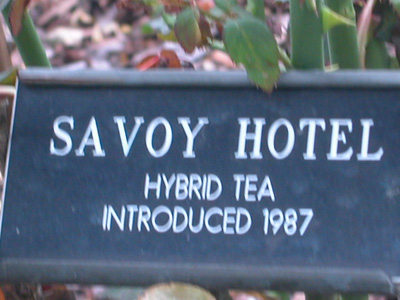 SAVOY HOTEL
HYBRID TEA
INTRODUCED 1987